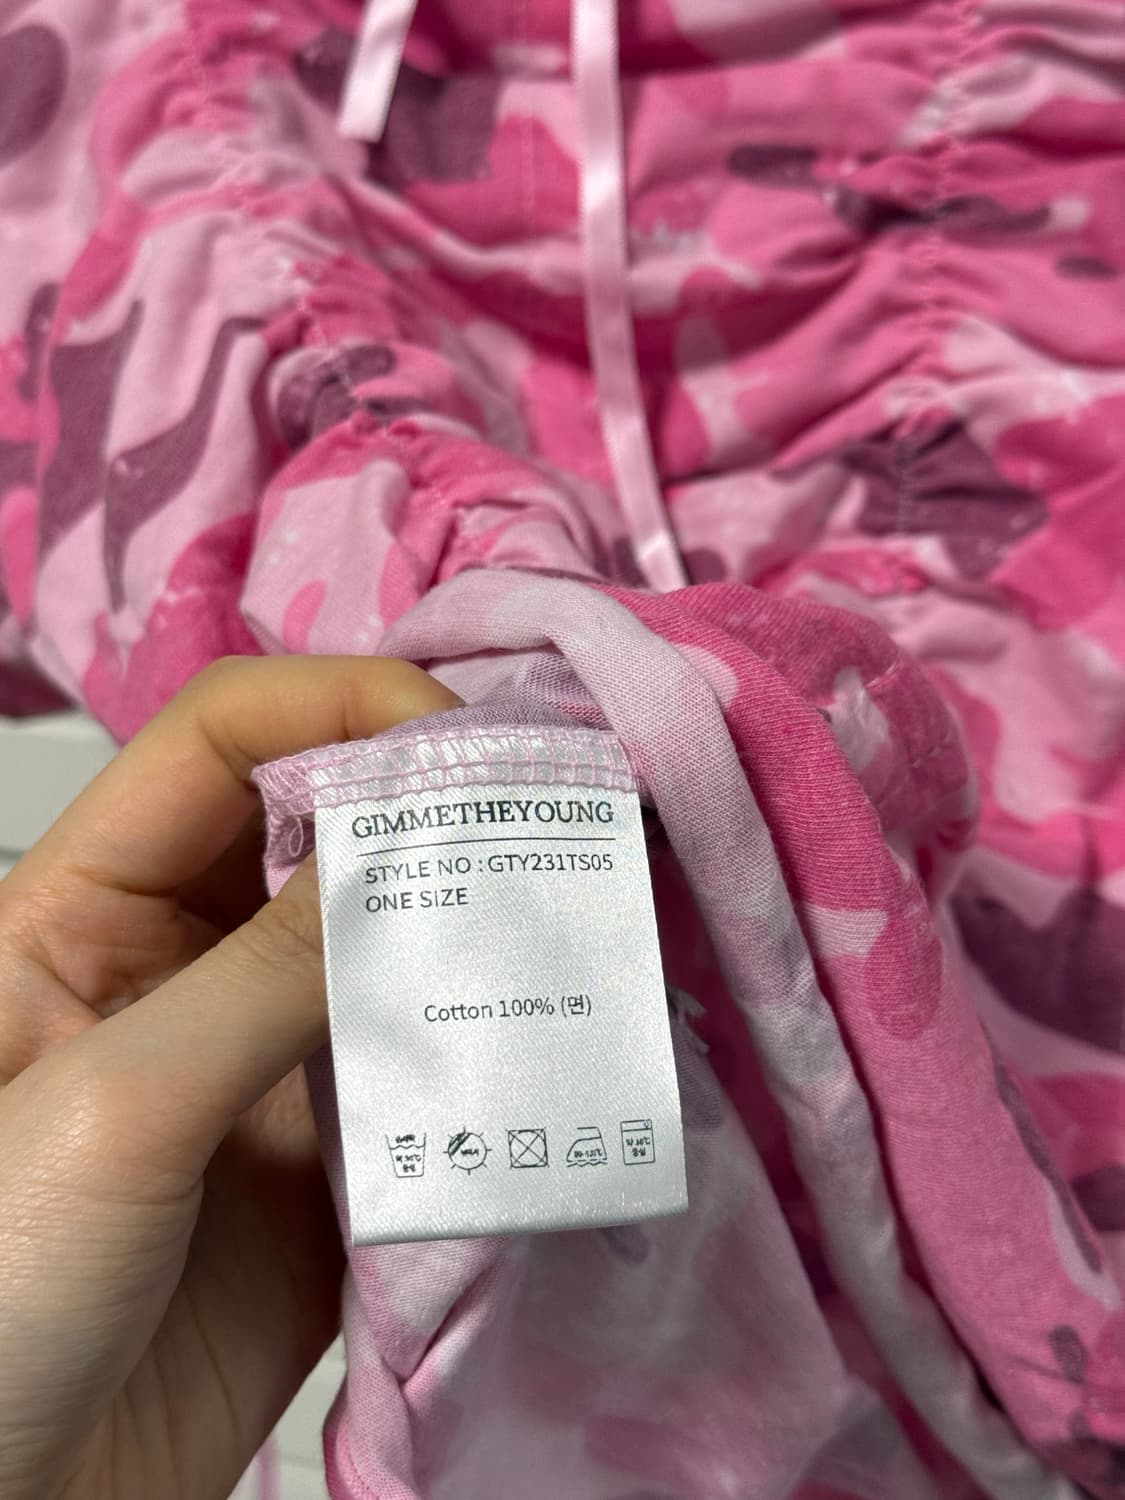 GIMMETHEYOUNG
STYLE NO : GTY231TS05
ONE SIZE
Cotton 100% (면)